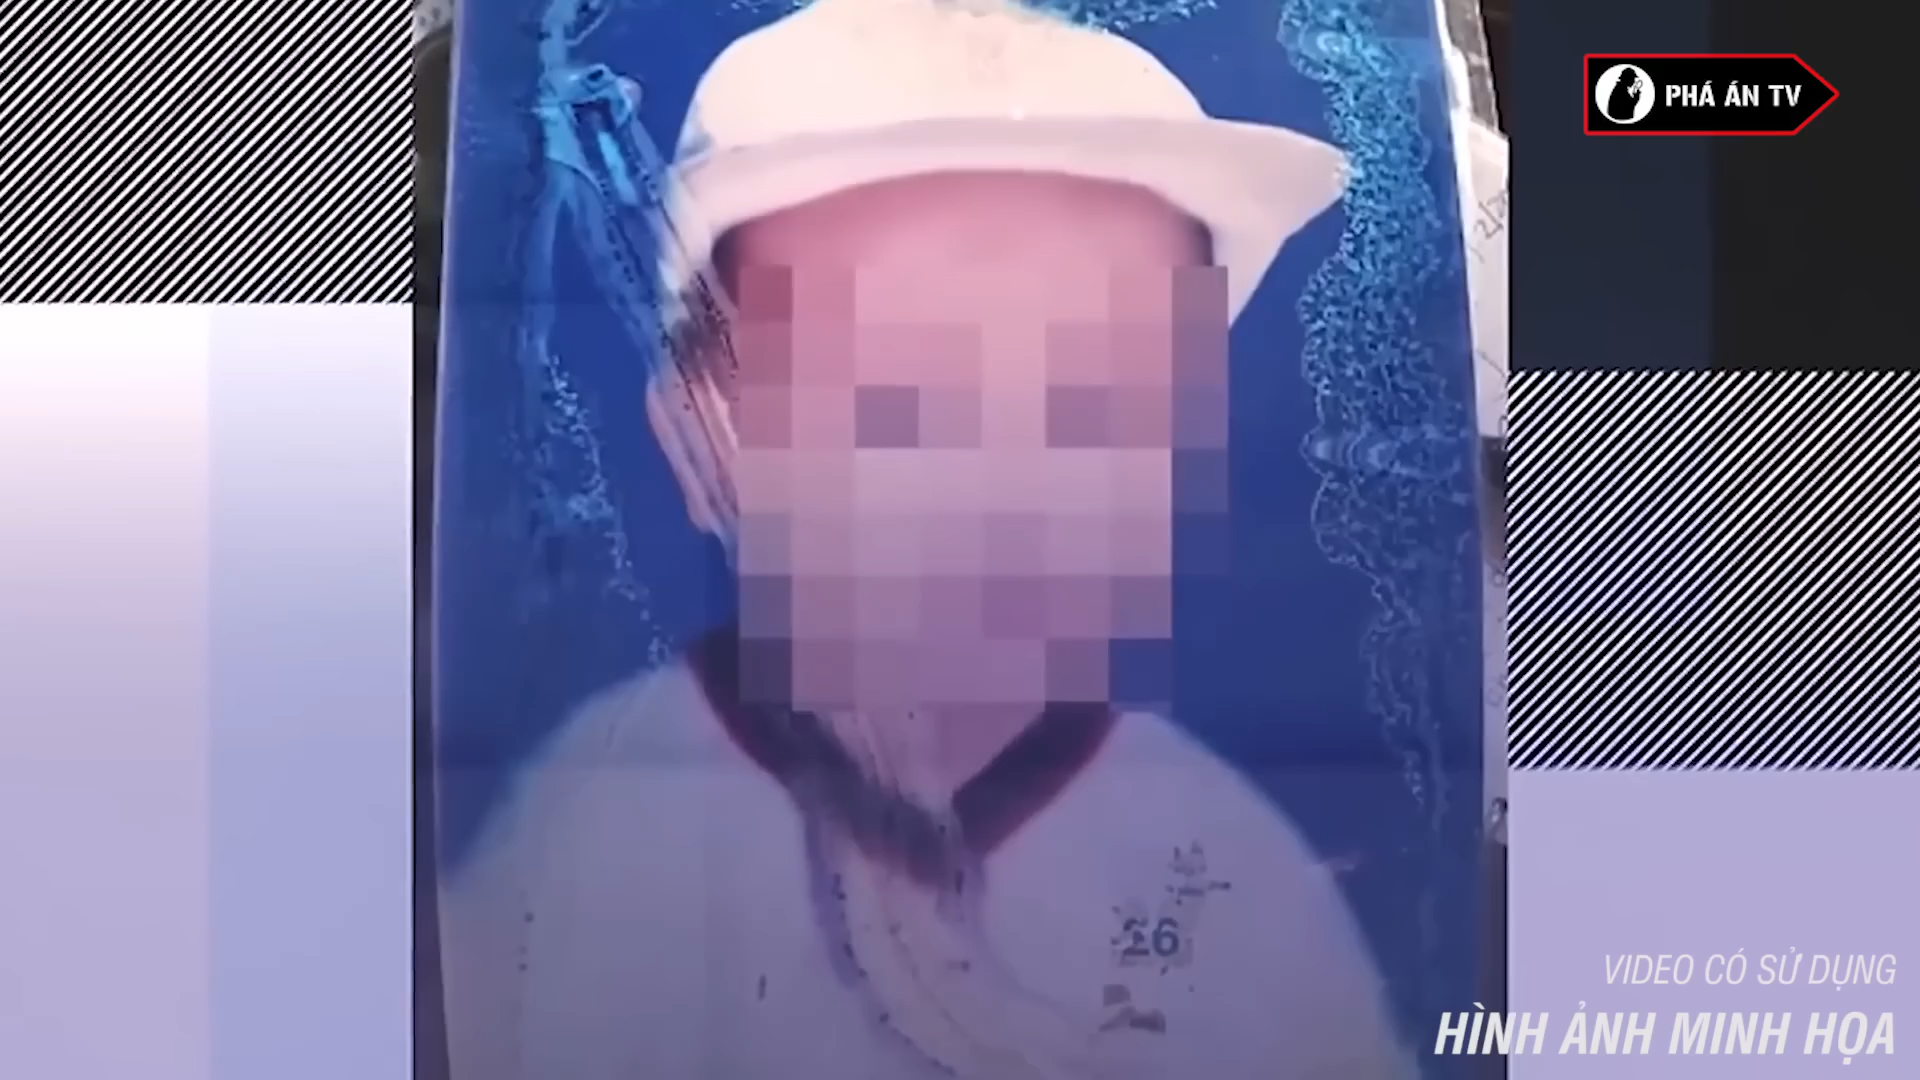 PHÁ ÁN TV
26
VIDEO CÓ SỬ DỤNG
HÌNH ẢNH MINH HỌA